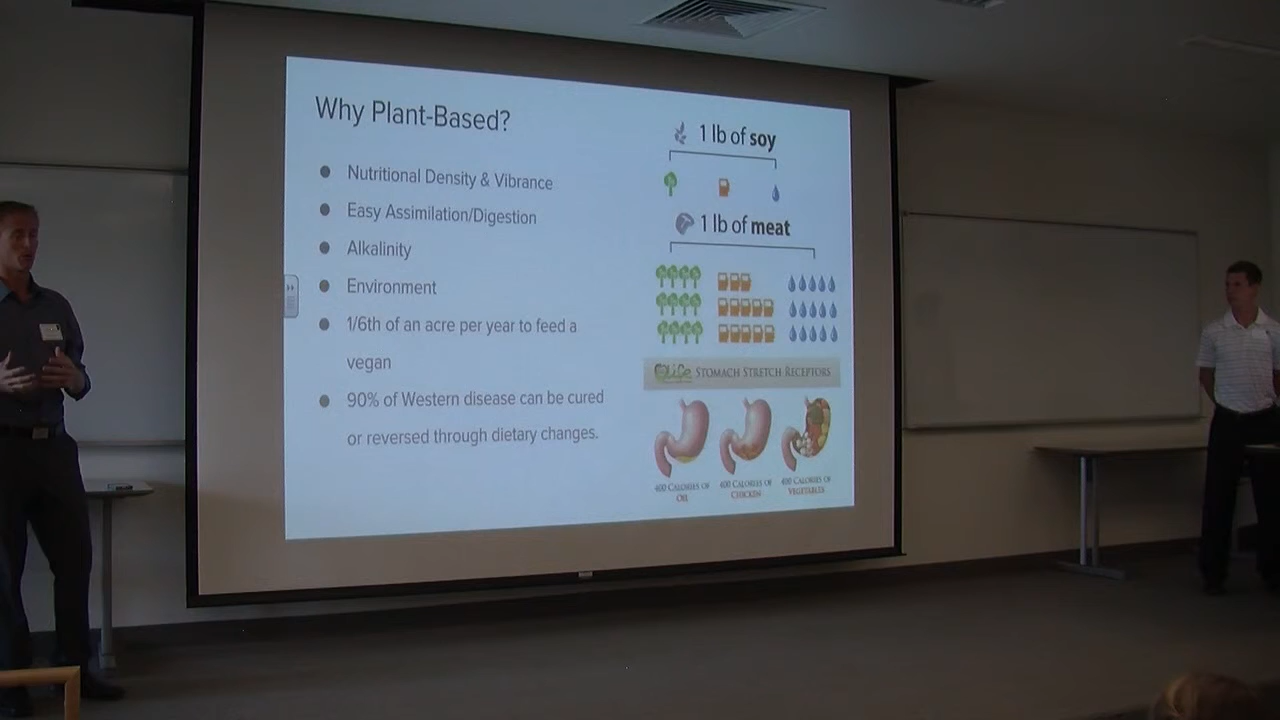 Why Plant-Based?
Nutritional Density & Vibrance
Easy Assimilation/Digestion
Alkalinity
Environment
1/6th of an acre per year to feed a
vegan
90% of Western disease can be cured
or reversed through dietary changes.
1 lb of soy
1 lb of meat
Life STOMACH STRETCH RECEPTORS
400 CALORIES OF
OIL
400 CALORIES OF
CHICKEN
400 CALORIES OF
VEGETABLES